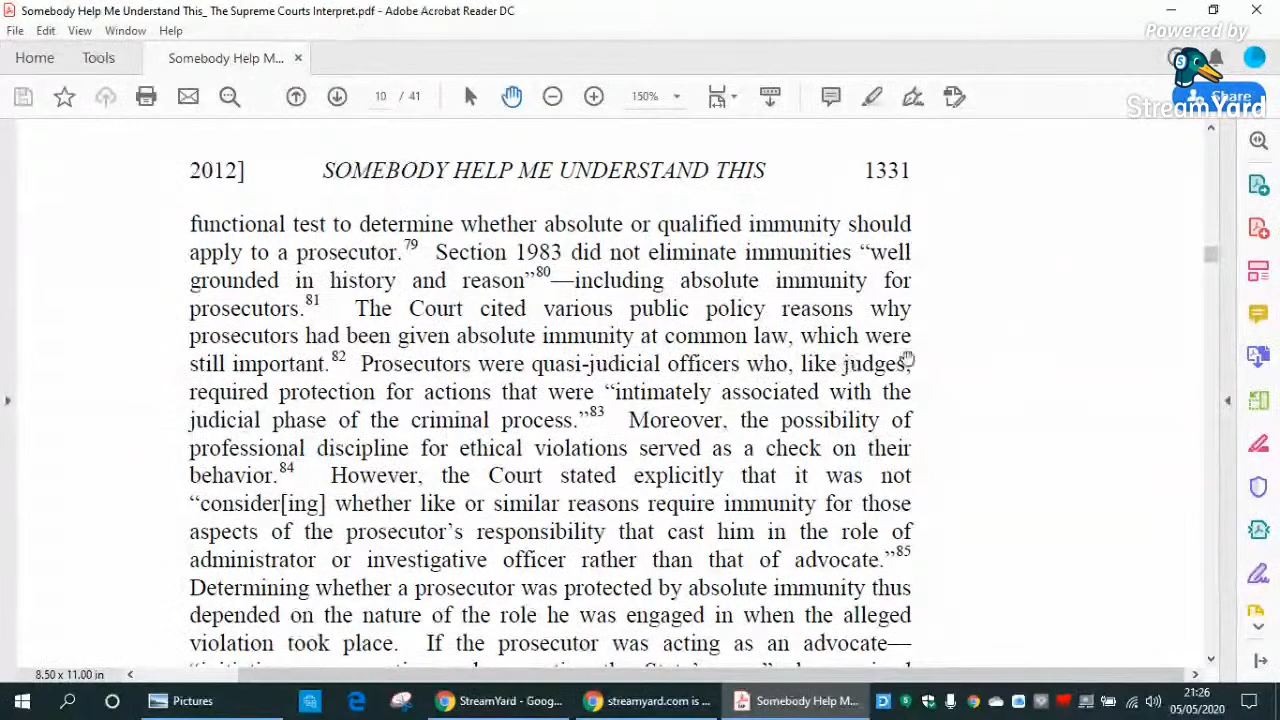 Somebody Help Me Understand This_ The Supreme Courts Interpret.pdf - Adobe Acrobat Reader DC
Powered by
File Edit View Window Help
Home Tools Somebody Help M... ×
StreamYard
Share
10 / 41
150%
2012] SOMEBODY HELP ME UNDERSTAND THIS 1331
functional test to determine whether absolute or qualified immunity should
apply to a prosecutor.79 Section 1983 did not eliminate immunities “well
grounded in history and reason”80—including absolute immunity for
prosecutors.81 The Court cited various public policy reasons why
prosecutors had been given absolute immunity at common law, which were
still important.82 Prosecutors were quasi-judicial officers who, like judges,
required protection for actions that were “intimately associated with the
judicial phase of the criminal process.”83 Moreover, the possibility of
professional discipline for ethical violations served as a check on their
behavior.84 However, the Court stated explicitly that it was not
“consider[ing] whether like or similar reasons require immunity for those
aspects of the prosecutor’s responsibility that cast him in the role of
administrator or investigative officer rather than that of advocate.”85
Determining whether a prosecutor was protected by absolute immunity thus
depended on the nature of the role he was engaged in when the alleged
violation took place. If the prosecutor was acting as an advocate—
8.50 x 11.00 in
Pictures
StreamYard - Goog...
streamyard.com is ...
Somebody Help M...
21:26
05/05/2020